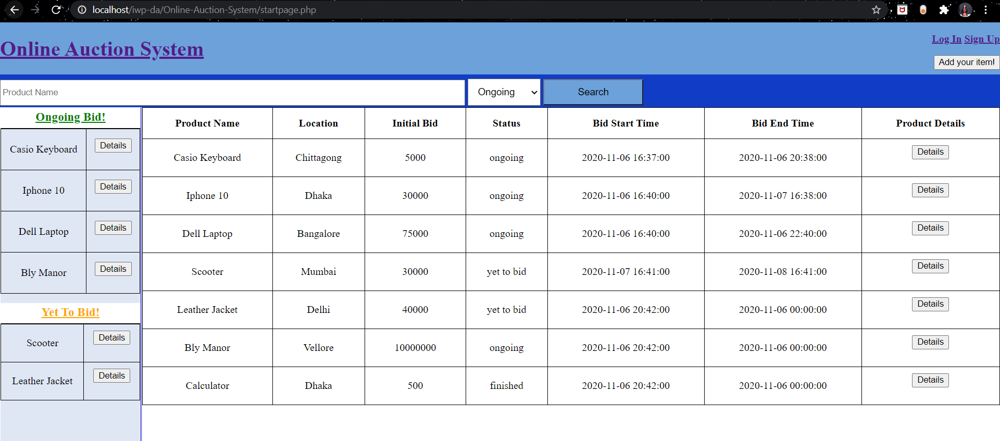 localhost/iwp-da/Online-Auction-System/startpage.php
Online Auction System
Log In Sign Up
Add your item!
Product Name Ongoing Search
Ongoing Bid!
Casio Keyboard Details
Iphone 10 Details
Dell Laptop Details
Bly Manor Details
Yet To Bid!
Scooter Details
Leather Jacket Details
Product Name Location Initial Bid Status Bid Start Time Bid End Time Product Details
Casio Keyboard Chittagong 5000 ongoing 2020-11-06 16:37:00 2020-11-06 20:38:00 Details
Iphone 10 Dhaka 30000 ongoing 2020-11-06 16:40:00 2020-11-07 16:38:00 Details
Dell Laptop Bangalore 75000 ongoing 2020-11-06 16:40:00 2020-11-06 22:40:00 Details
Scooter Mumbai 30000 yet to bid 2020-11-07 16:41:00 2020-11-08 16:41:00 Details
Leather Jacket Delhi 40000 yet to bid 2020-11-06 20:42:00 2020-11-06 00:00:00 Details
Bly Manor Vellore 10000000 ongoing 2020-11-06 20:42:00 2020-11-06 00:00:00 Details
Calculator Dhaka 500 finished 2020-11-06 20:42:00 2020-11-06 00:00:00 Details